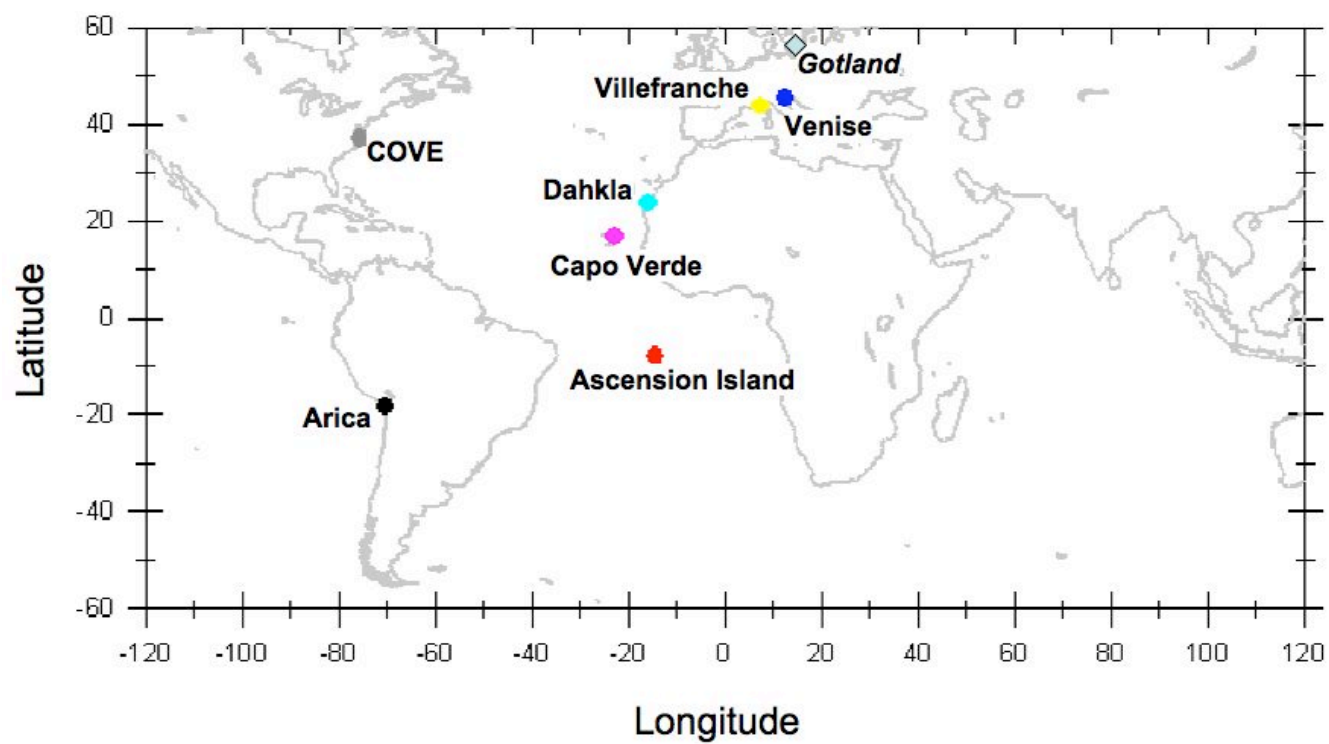 60
Gotland
Villefranche
Venise
40
COVE
Dahkla
20
Capo Verde
Latitude
0
Ascension Island
Arica
-20
-40
-60
-120 -100 -80 -60 -40 -20 0 20 40 60 80 100 120
Longitude